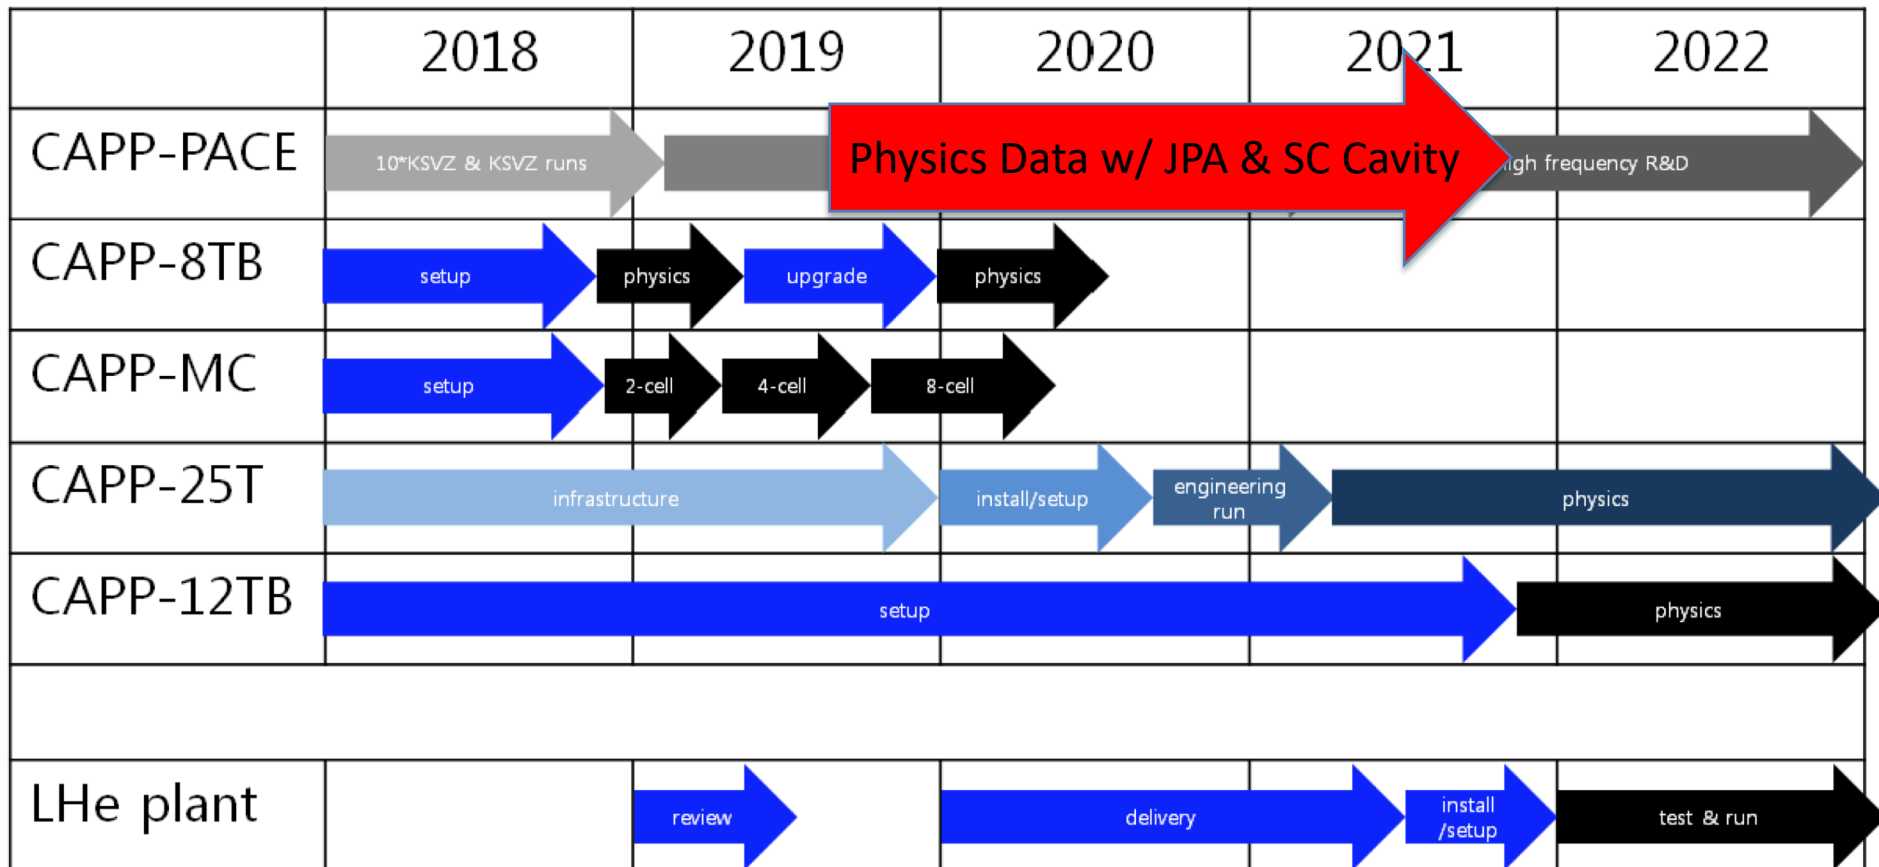 2018 2019 2020 2021 2022
CAPP-PACE
10*KSVZ & KSVZ runs
Physics Data w/ JPA & SC Cavity
frequency R&D
CAPP-8TB
setup physics upgrade physics
CAPP-MC
setup 2-cell 4-cell 8-cell
CAPP-25T
infrastructure install/setup engineering
run
physics
CAPP-12TB
setup physics
LHe plant
review delivery install
/setup
test & run